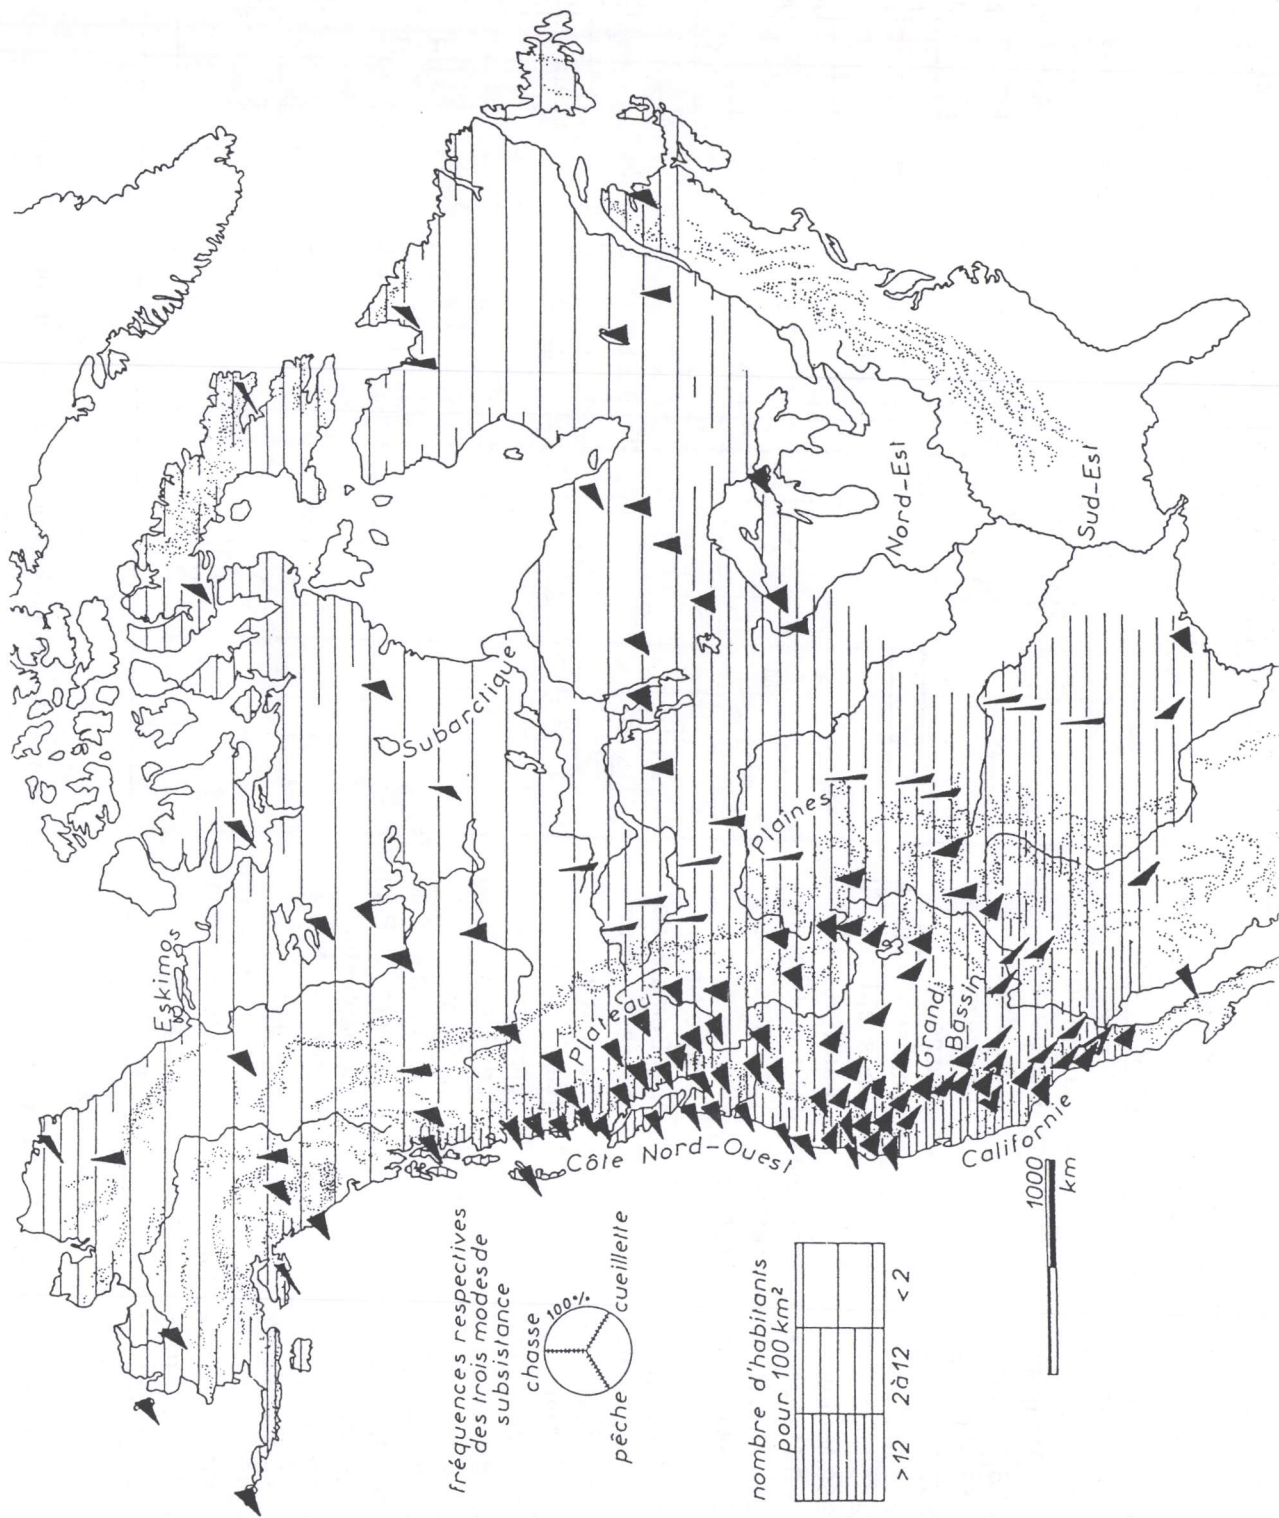 Eskimos
Subarctique
Plateau
Plaines
Grand
Bassin
Nord-Est
Sud-Est
Côte Nord-Ouest
Californie
fréquences respectives
des trois modes de
subsistance
chasse
100%
pêche
cueillette
nombre d'habitants
pour 100 km²
>12
2 à 12
<2
1000
km